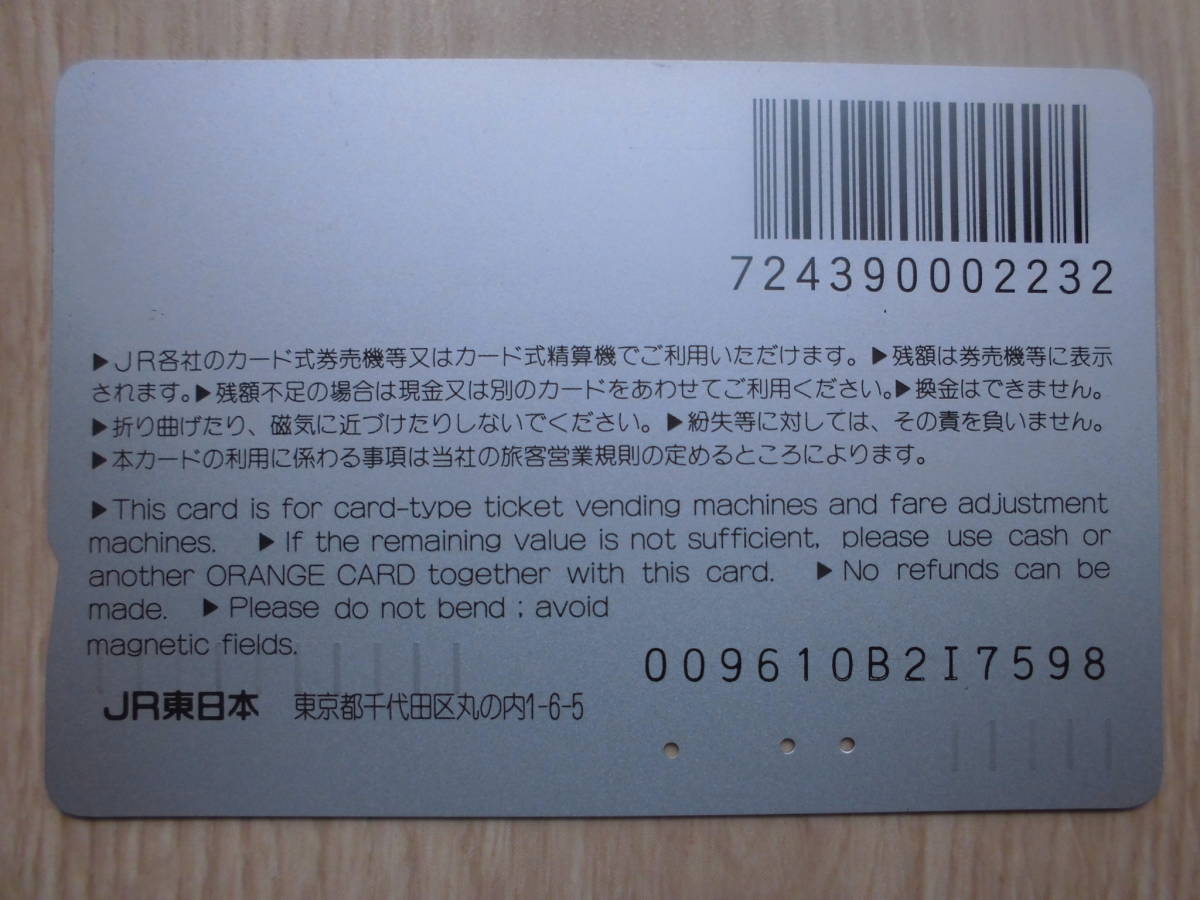 724390002232
▶JR各社のカード式券売機等又はカード式精算機でご利用いただけます。▶残額は券売機等に表示
されます。▶残額不足の場合は現金又は別のカードをあわせてご利用ください。▶換金はできません。
▶折り曲げたり、磁気に近づけたりしないでください。▶紛失等に対しては、その責を負いません。
▶本カードの利用に係わる事項は当社の旅客営業規則の定めるところによります。
▶This card is for card-type ticket vending machines and fare adjustment
machines. ▶If the remaining value is not sufficient, please use cash or
another ORANGE CARD together with this card. ▶No refunds can be
made. ▶Please do not bend ; avoid
magnetic fields.
009610B2I7598
JR東日本 東京都千代田区丸の内1-6-5